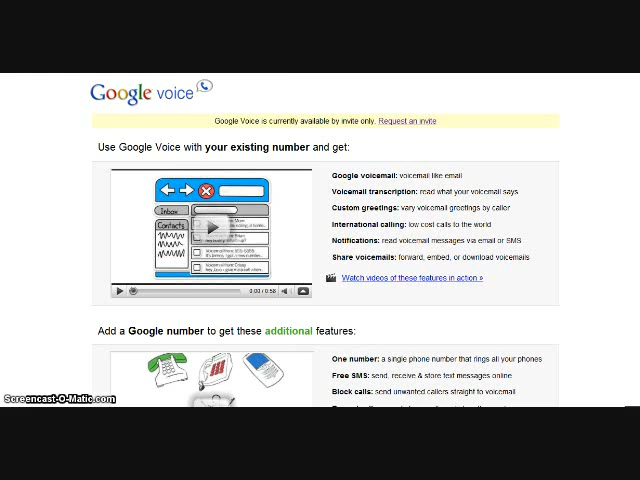 Google voice
Google Voice is currently available by invite only. Request an invite
Use Google Voice with your existing number and get:
Google voicemail: voicemail like email
Voicemail transcription: read what your voicemail says
Custom greetings: vary voicemail greetings by caller
International calling: low cost calls to the world
Notifications: read voicemail messages via email or SMS
Share voicemails: forward, embed, or download voicemails
Watch videos of these features in action »
Inbox
Contacts
0:00 / 0:58
Add a Google number to get these additional features:
One number: a single phone number that rings all your phones
Free SMS: send, receive & store text messages online
Block calls: send unwanted callers straight to voicemail
Screencast-O-Matic.com